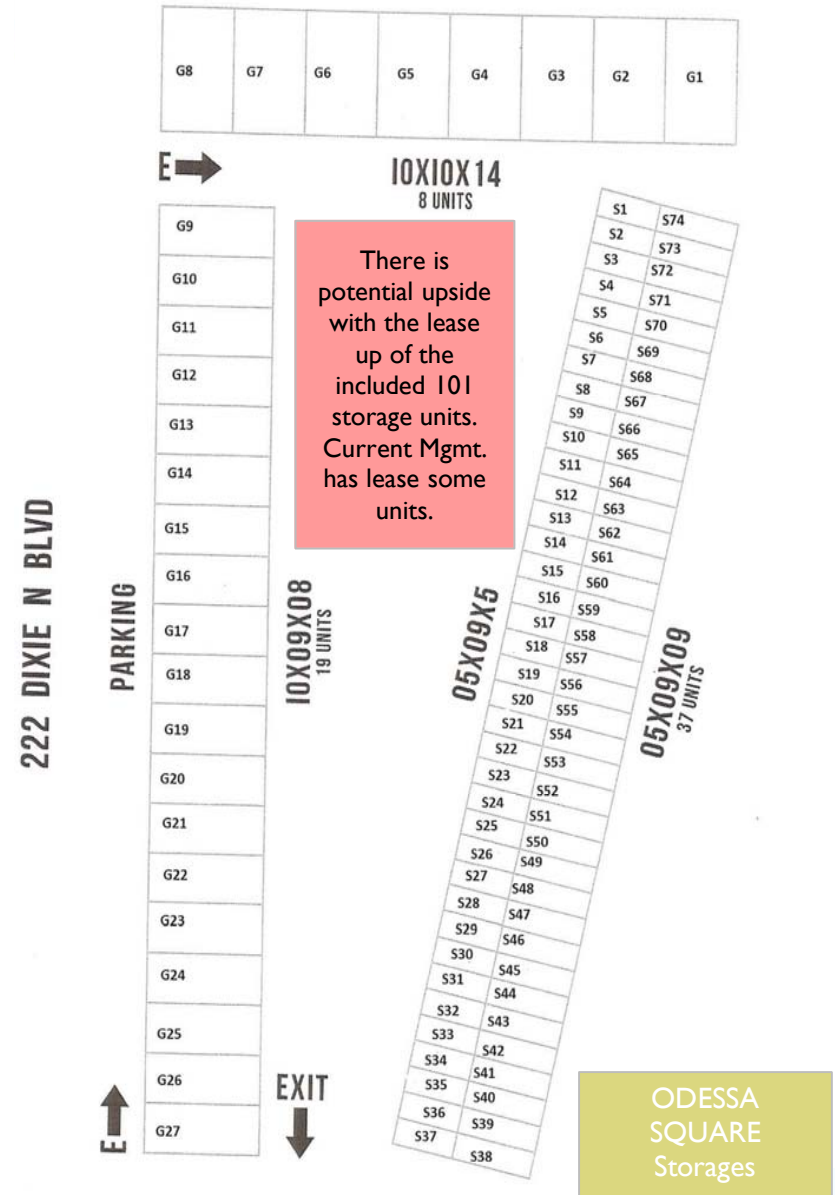 G8 G7 G6 G5 G4 G3 G2 G1
E
10X10X14
8 UNITS
G9
G10
G11
G12
G13
G14
G15
G16
G17
G18
G19
G20
G21
G22
G23
G24
G25
G26
G27
222 DIXIE N BLVD
PARKING
10X09X08
19 UNITS
There is
potential upside
with the lease
up of the
included 101
storage units.
Current Mgmt.
has lease some
units.
S1 S74
S2 S73
S3 S72
S4 S71
S5 S70
S6 S69
S7 S68
S8 S67
S9 S66
S10 S65
S11 S64
S12 S63
S13 S62
S14 S61
S15 S60
S16 S59
S17 S58
S18 S57
S19 S56
S20 S55
S21 S54
S22 S53
S23 S52
S24 S51
S25 S50
S26 S49
S27 S48
S28 S47
S29 S46
S30 S45
S31 S44
S32 S43
S33 S42
S34 S41
S35 S40
S36 S39
S37 S38
05X09X5
05X09X09
37 UNITS
E
EXIT
ODESSA
SQUARE
Storages